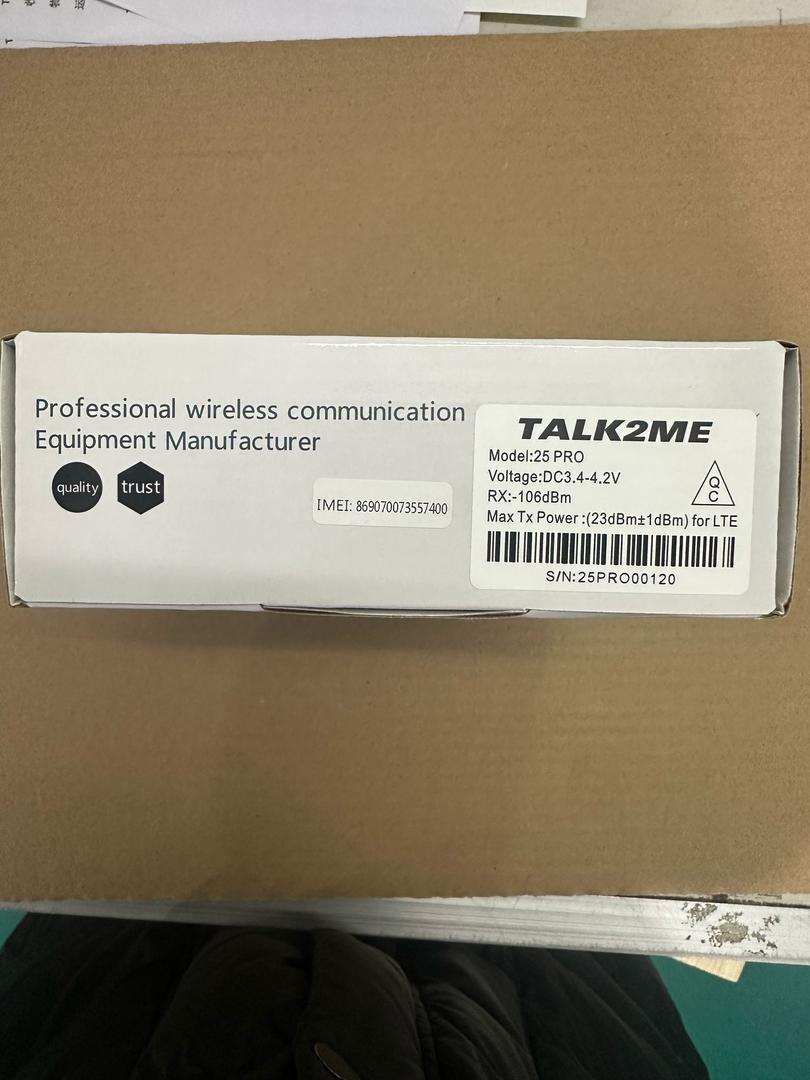 Professional wireless communication
Equipment Manufacturer
quality
trust
IMEI: 869070073557400
TALK2ME
Model:25 PRO
Voltage:DC3.4-4.2V
RX:-106dBm
QC
Max Tx Power :(23dBm±1dBm) for LTE
S/N:25PRO00120